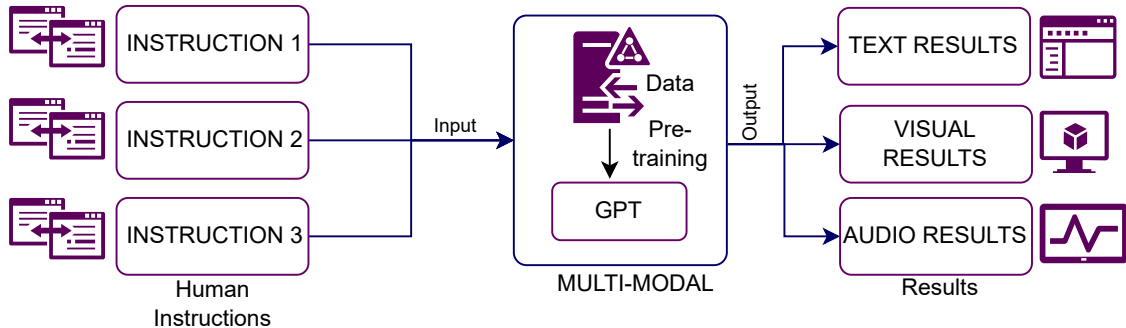 INSTRUCTION 1
INSTRUCTION 2
INSTRUCTION 3
Human
Instructions
Input
Data
Pre-
training
GPT
MULTI-MODAL
Output
TEXT RESULTS
VISUAL
RESULTS
AUDIO RESULTS
Results